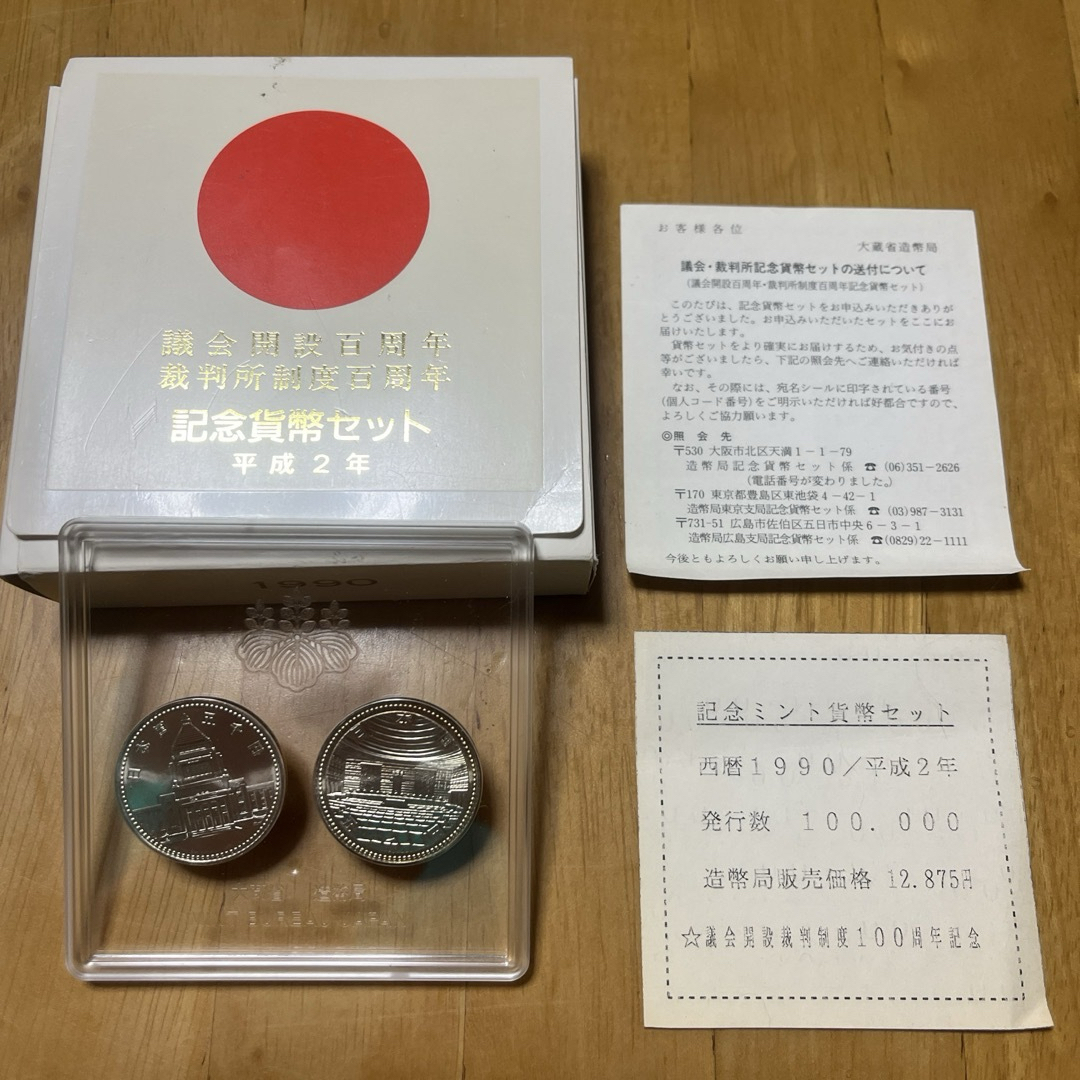 議会開設百周年
裁判所制度百周年
記念貨幣セット
平成2年
1990
日本国五千円
お客様各位
大蔵省造幣局
議会・裁判所記念貨幣セットの送付について
(議会開設百周年・裁判所制度百周年記念貨幣セット)
このたびは、記念貨幣セットをお申込みいただきありが
とうございました。お申込みいただいたセットをここにお
届けいたします。
貨幣セットをより確実にお届けするため、お気付きの点
等がございましたら、下記の照会先へご連絡いただければ
幸いです。
なお、その際には、宛名シールに印字されている番号
(個人コード番号)をご明示いただければ好都合ですので、
よろしくご協力願います。
◎照会先
〒530 大阪市北区天満1-1-79
造幣局記念貨幣セット係 ☎ (06)351-2626
(電話番号が変わりました。)
〒170 東京都豊島区東池袋4-42-1
造幣局東京支局記念貨幣セット係 ☎ (03)987-3131
〒731-51 広島市佐伯区五日市中央6-3-1
造幣局広島支局記念貨幣セット係 ☎(0829)22-1111
今後ともよろしくお願い申し上げます。
記念ミント貨幣セット
西暦1990/平成2年
発行数 100.000
造幣局販売価格 12.875円
☆議会開設裁判制度100周年記念